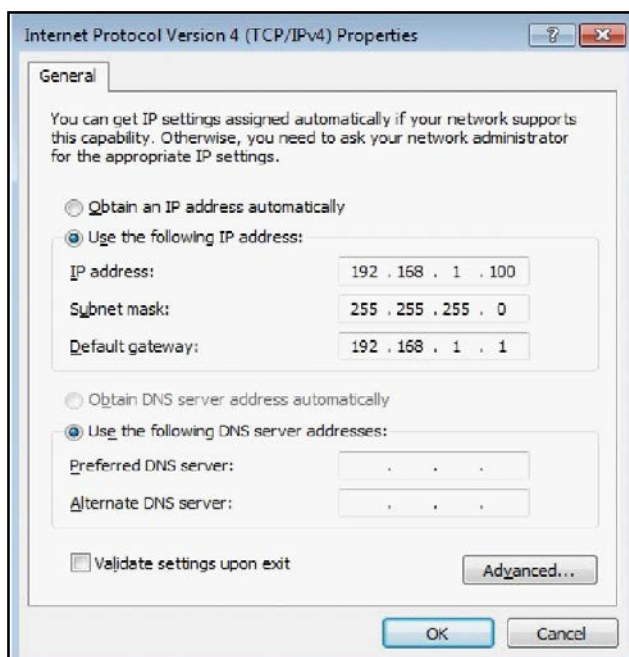 Internet Protocol Version 4 (TCP/IPv4) Properties
General
You can get IP settings assigned automatically if your network supports
this capability. Otherwise, you need to ask your network administrator
for the appropriate IP settings.
Obtain an IP address automatically
Use the following IP address:
IP address: 192 . 168 . 1 . 100
Subnet mask: 255 . 255 . 255 . 0
Default gateway: 192 . 168 . 1 . 1
Obtain DNS server address automatically
Use the following DNS server addresses:
Preferred DNS server: . . .
Alternate DNS server: . . .
Validate settings upon exit
Advanced...
OK Cancel